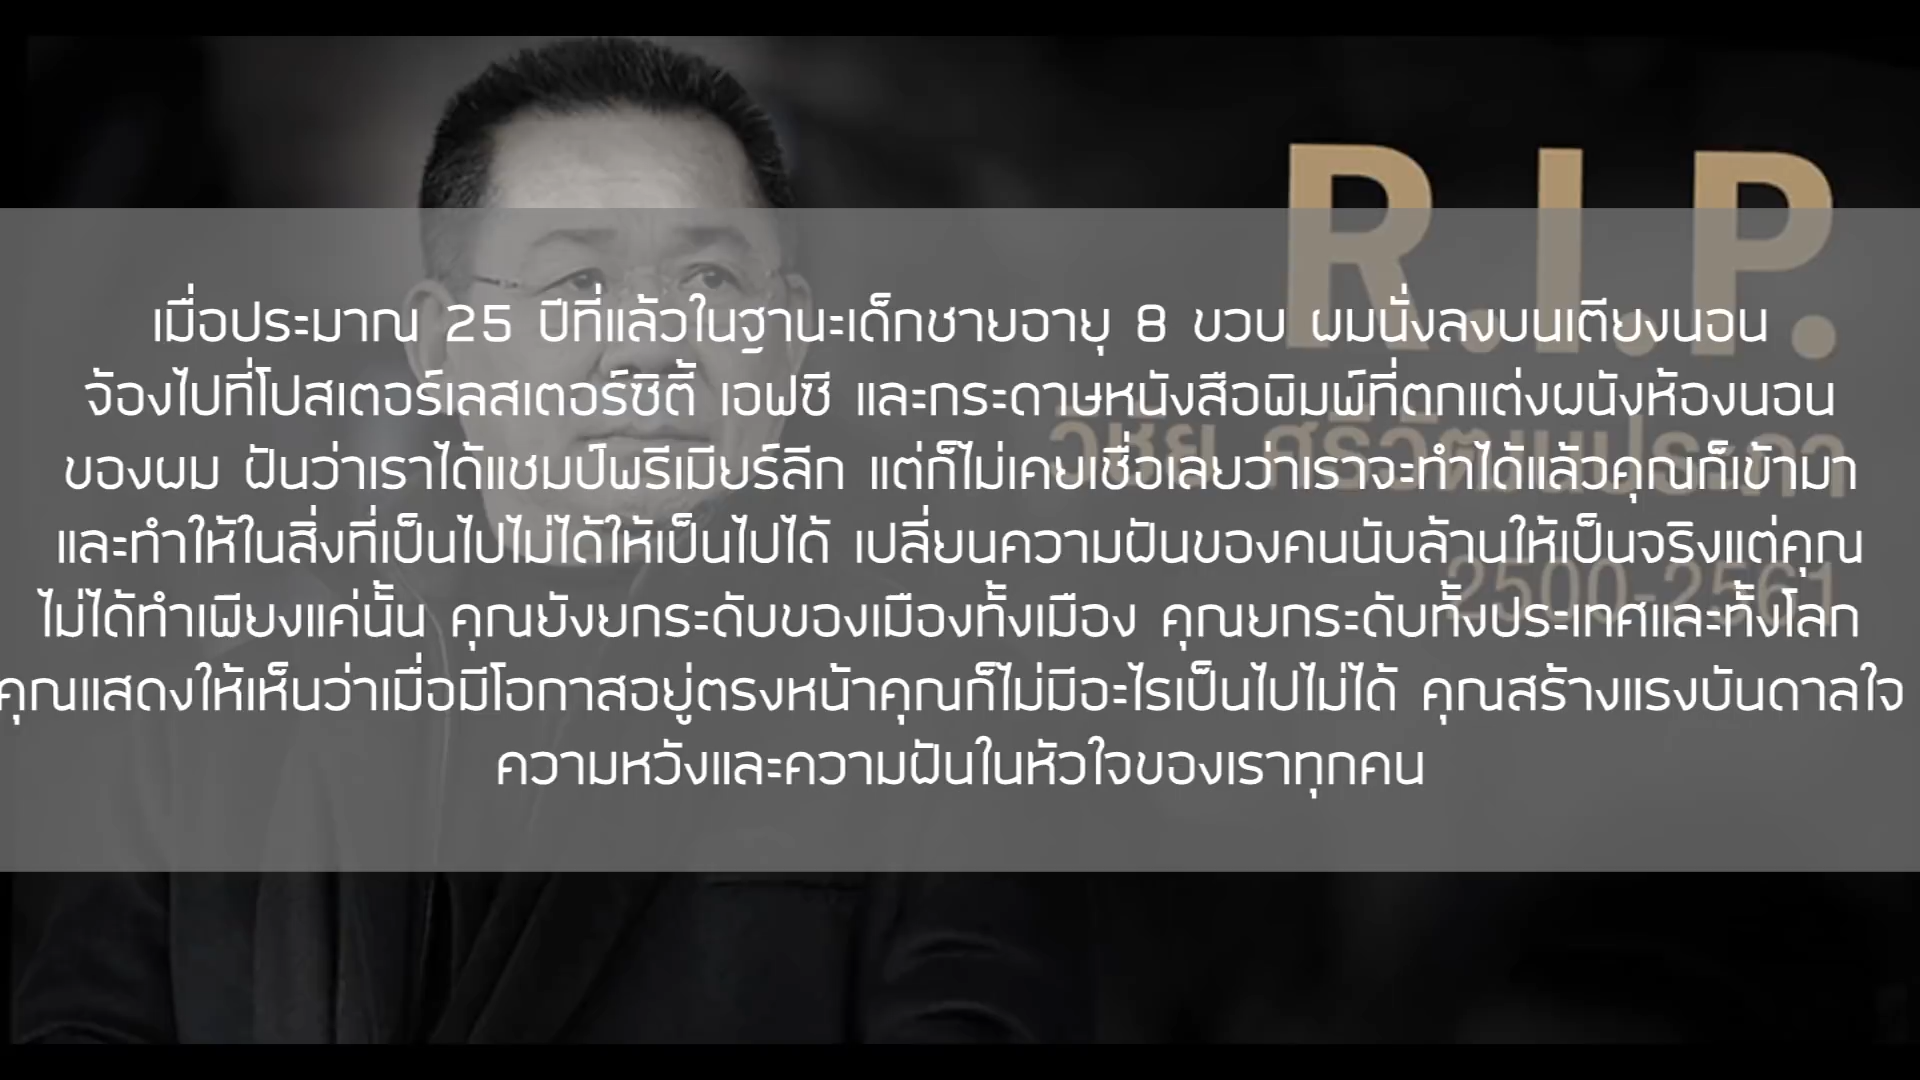 R.I.P.
เมื่อประมาณ 25 ปีที่แล้วในฐานะเด็กชายอายุ 8 ขวบ ผมนั่งลงบนเตียงนอน
จ้องไปที่โปสเตอร์เลสเตอร์ซิตี้ เอฟซี และกระดาษหนังสือพิมพ์ที่ตกแต่งผนังห้องนอน
ของผม ฝันว่าเราได้แชมป์พรีเมียร์ลีก แต่ก็ไม่เคยเชื่อเลยว่าเราจะทำได้แล้วคุณก็เข้ามา
และทำให้ในสิ่งที่เป็นไปไม่ได้ให้เป็นไปได้ เปลี่ยนความฝันของคนนับล้านให้เป็นจริงแต่คุณ
ไม่ได้ทำเพียงแค่นั้น คุณยังยกระดับของเมืองทั้งเมือง คุณยกระดับทั้งประเทศและทั้งโลก
คุณแสดงให้เห็นว่าเมื่อมีโอกาสอยู่ตรงหน้าคุณก็ไม่มีอะไรเป็นไปไม่ได้ คุณสร้างแรงบันดาลใจ
ความหวังและความฝันในหัวใจของเราทุกคน
วิชัย ศรีวัฒนประภา
2500-2561